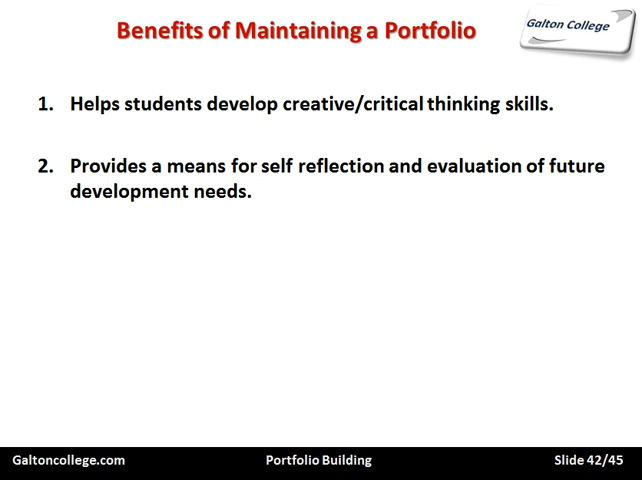 Benefits of Maintaining a Portfolio
Galton College
1. Helps students develop creative/critical thinking skills.
2. Provides a means for self reflection and evaluation of future
development needs.
Galtoncollege.com
Portfolio Building
Slide 42/45